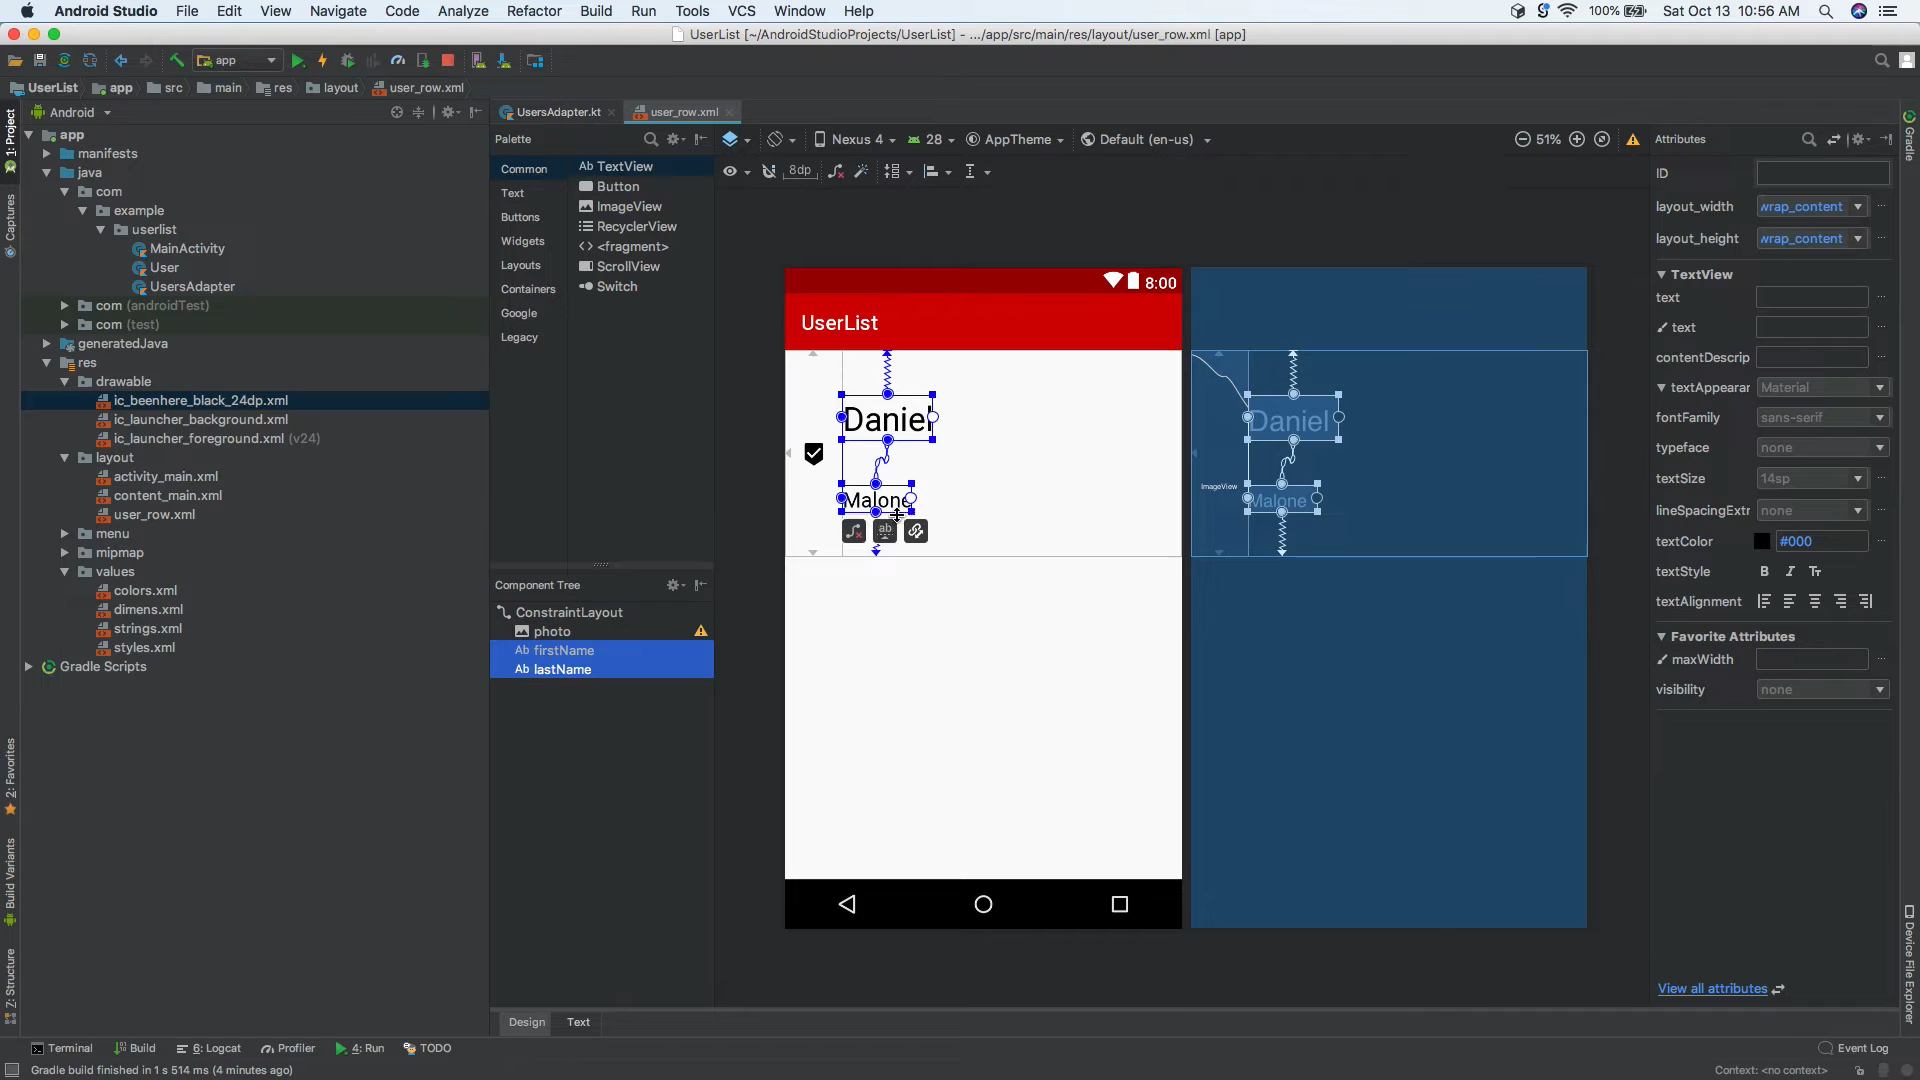 Android Studio File Edit View Navigate Code Analyze Refactor Build Run Tools VCS Window Help 100% Sat Oct 13 10:56 AM
UserList [~/AndroidStudioProjects/UserList] - .../app/src/main/res/layout/user_row.xml [app]
app
UserList app src main res layout user_row.xml
Android
UsersAdapter.kt user_row.xml
1: Project
Captures
2: Favorites
Build Variants
7: Structure
app
manifests
java
com
example
userlist
MainActivity
User
UsersAdapter
com (androidTest)
com (test)
generatedJava
res
drawable
ic_beenhere_black_24dp.xml
ic_launcher_background.xml
ic_launcher_foreground.xml (v24)
layout
activity_main.xml
content_main.xml
user_row.xml
menu
mipmap
values
colors.xml
dimens.xml
strings.xml
styles.xml
Gradle Scripts
Palette
Common
Text
Buttons
Widgets
Layouts
Containers
Google
Legacy
Ab TextView
Button
ImageView
RecyclerView
<fragment>
ScrollView
Switch
Component Tree
ConstraintLayout
photo
Ab firstName
Ab lastName
Nexus 4 28 AppTheme Default (en-us) 51%
8dp
8:00
UserList
Daniel
Malone
ab
Daniel
ImageView
Malone
Attributes
ID
layout_width wrap_content
layout_height wrap_content
TextView
text
text
contentDescrip
textAppearar Material
fontFamily sans-serif
typeface none
textSize 14sp
lineSpacingExtr none
textColor #000
textStyle B I Tr
textAlignment
Favorite Attributes
maxWidth
visibility none
View all attributes
Gradle
Device File Explorer
Design Text
Terminal Build 6: Logcat Profiler 4: Run TODO Event Log
Gradle build finished in 1 s 514 ms (4 minutes ago) Context: <no context>